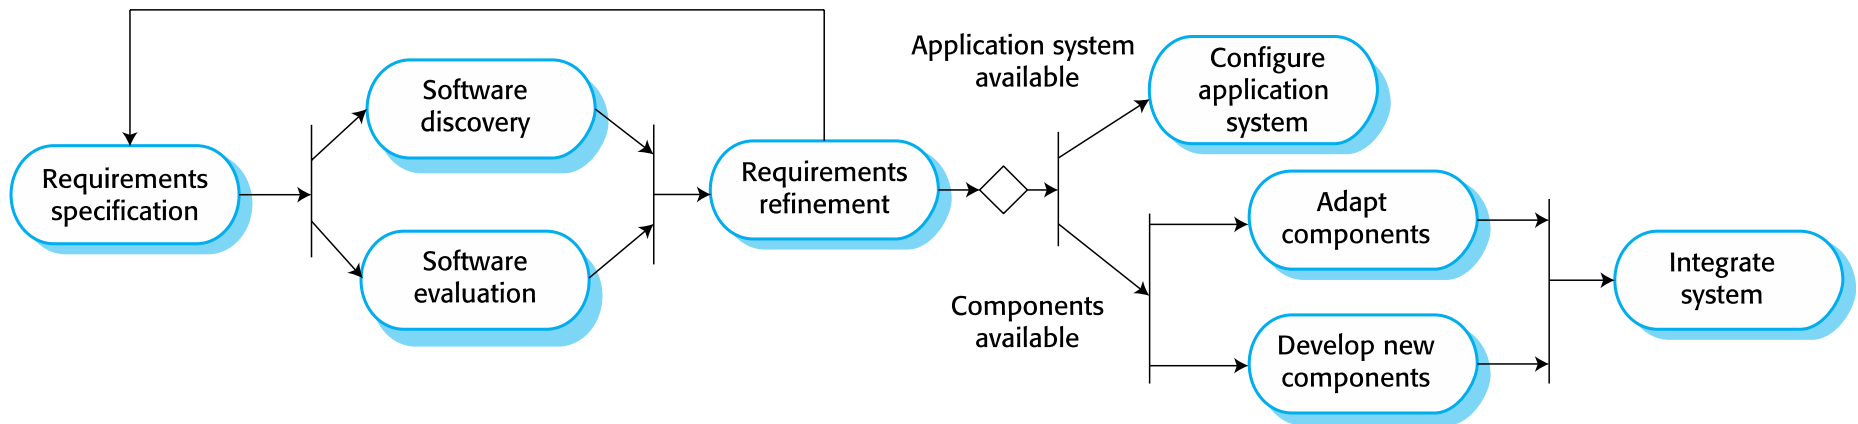 Requirements
specification
Software
discovery
Software
evaluation
Requirements
refinement
Application system
available
Configure
application
system
Components
available
Adapt
components
Develop new
components
Integrate
system